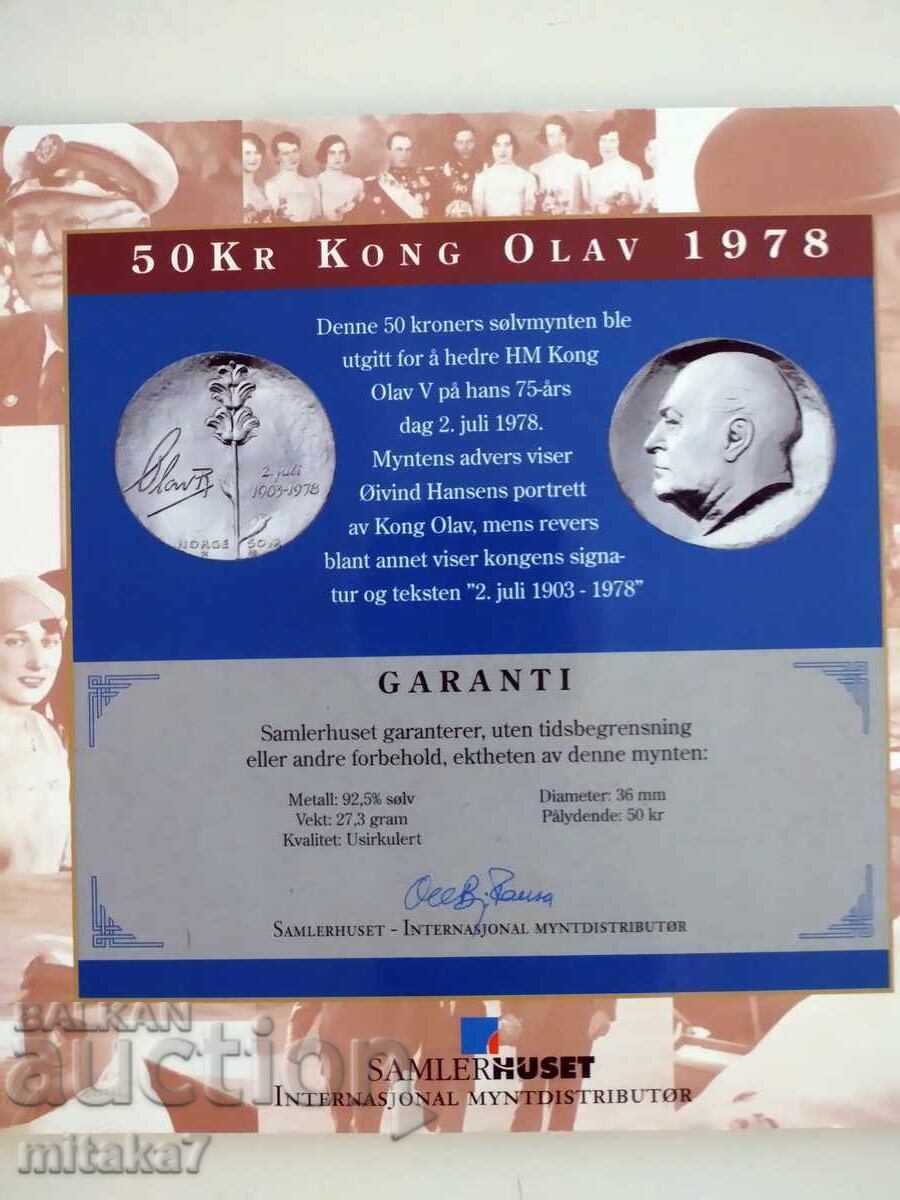 50KR KONG OLAV 1978
Denne 50 kroners sølvmynten ble
utgitt for å hedre HM Kong
Olav V på hans 75-års
dag 2. juli 1978.
Myntens advers viser
Øivind Hansens portrett
av Kong Olav, mens revers
blant annet viser kongens signa-
tur og teksten "2. juli 1903 - 1978"
Olav R
2. juli
1903-1978
NORGE 50 KR
GARANTI
Samlerhuset garanterer, uten tidsbegrensning
eller andre forbehold, ektheten av denne mynten:
Metall: 92,5% sølv
Vekt: 27,3 gram
Kvalitet: Usirkulert
Diameter: 36 mm
Pålydende: 50 kr
SAMLERHUSET - INTERNASJONAL MYNTDISTRIBUTØR
SAMLERHUSET
INTERNASJONAL MYNTDISTRIBUTØR
BALKAN
auction
mitaka7